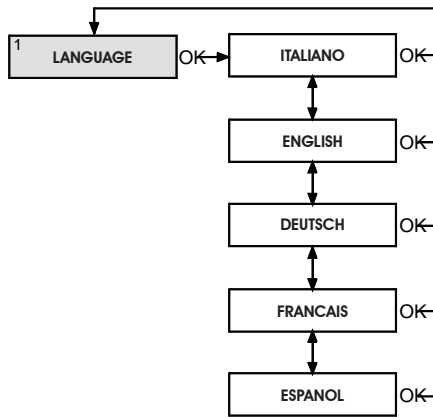 1
LANGUAGE OK ITALIANO OK
ENGLISH OK
DEUTSCH OK
FRANCAIS OK
ESPANOL OK